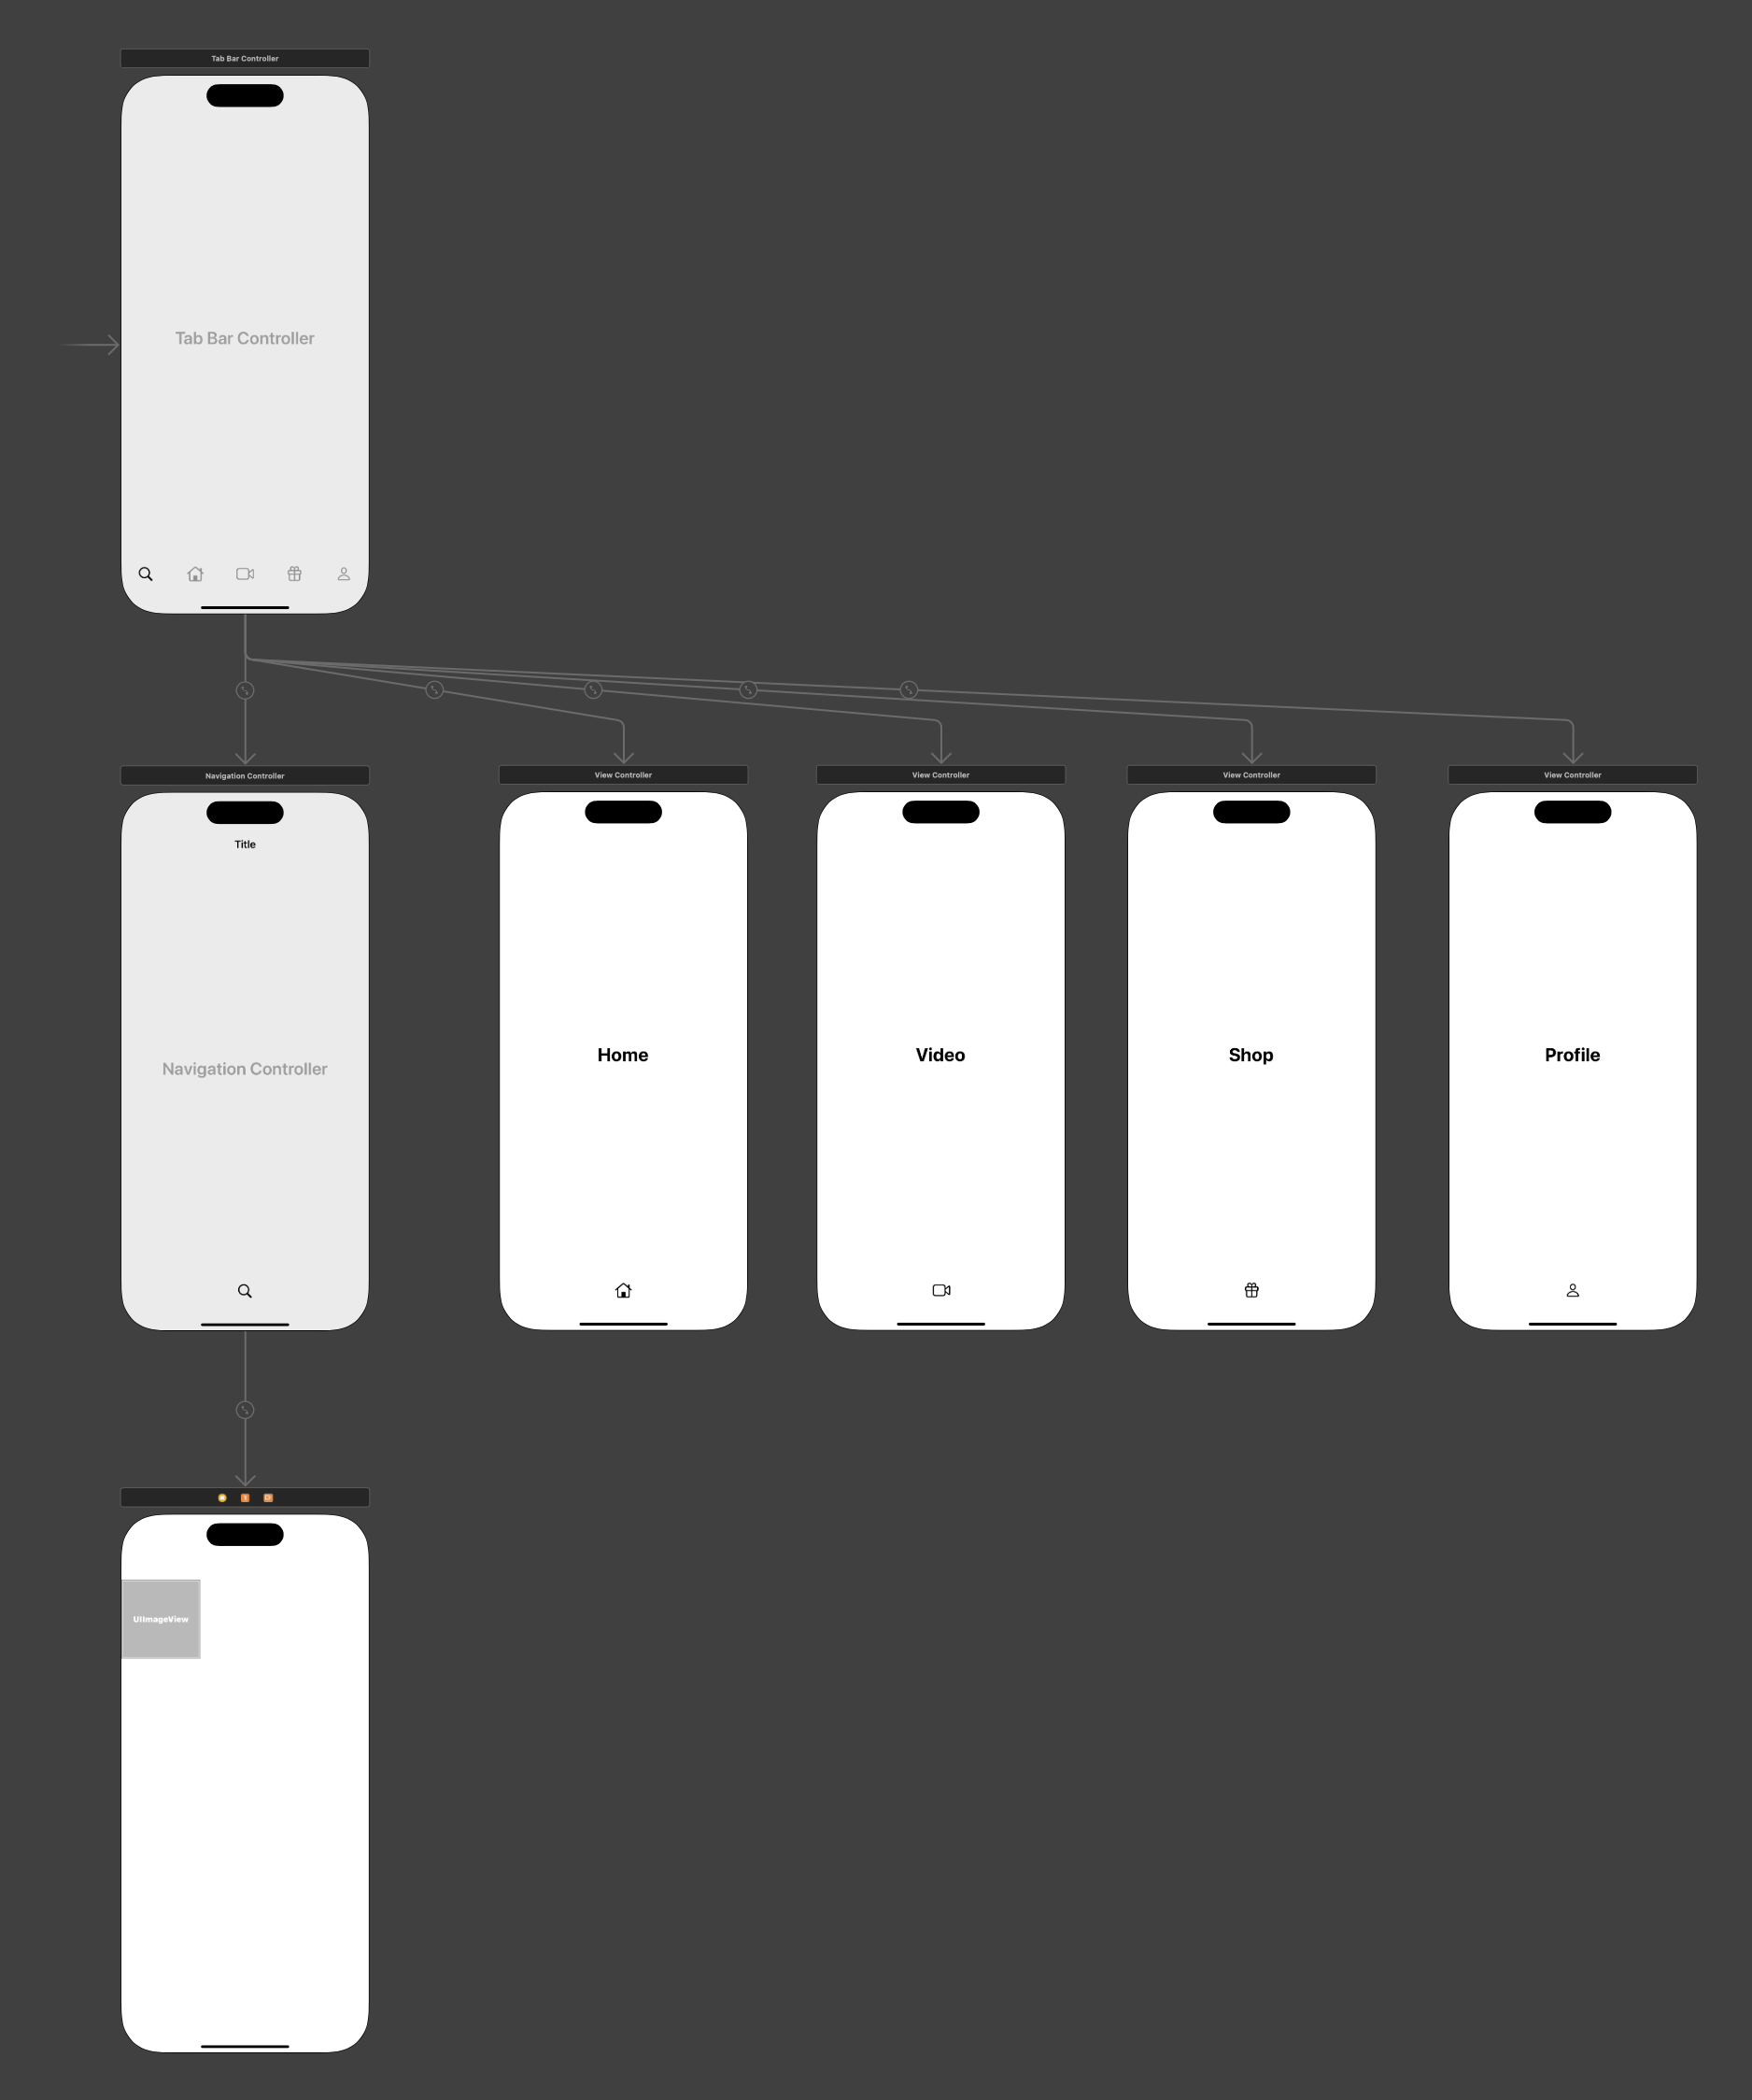 Tab Bar Controller
Tab Bar Controller
Navigation Controller
View Controller
View Controller
View Controller
View Controller
Title
Navigation Controller
Home
Video
Shop
Profile
UIImageView